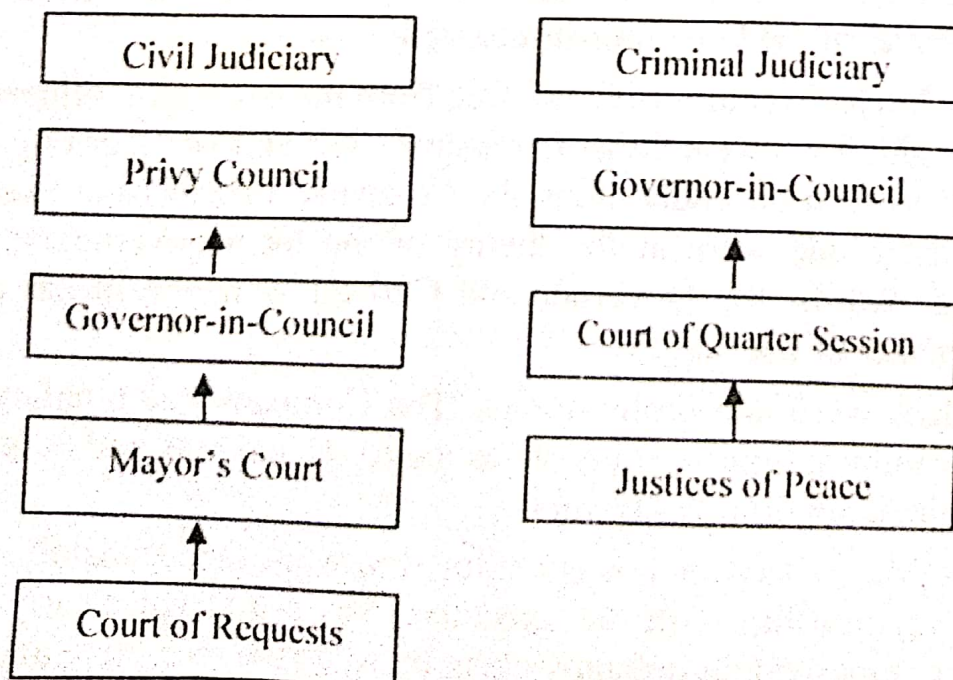 Civil Judiciary
Privy Council
Governor-in-Council
Mayor's Court
Court of Requests
Criminal Judiciary
Governor-in-Council
Court of Quarter Session
Justices of Peace